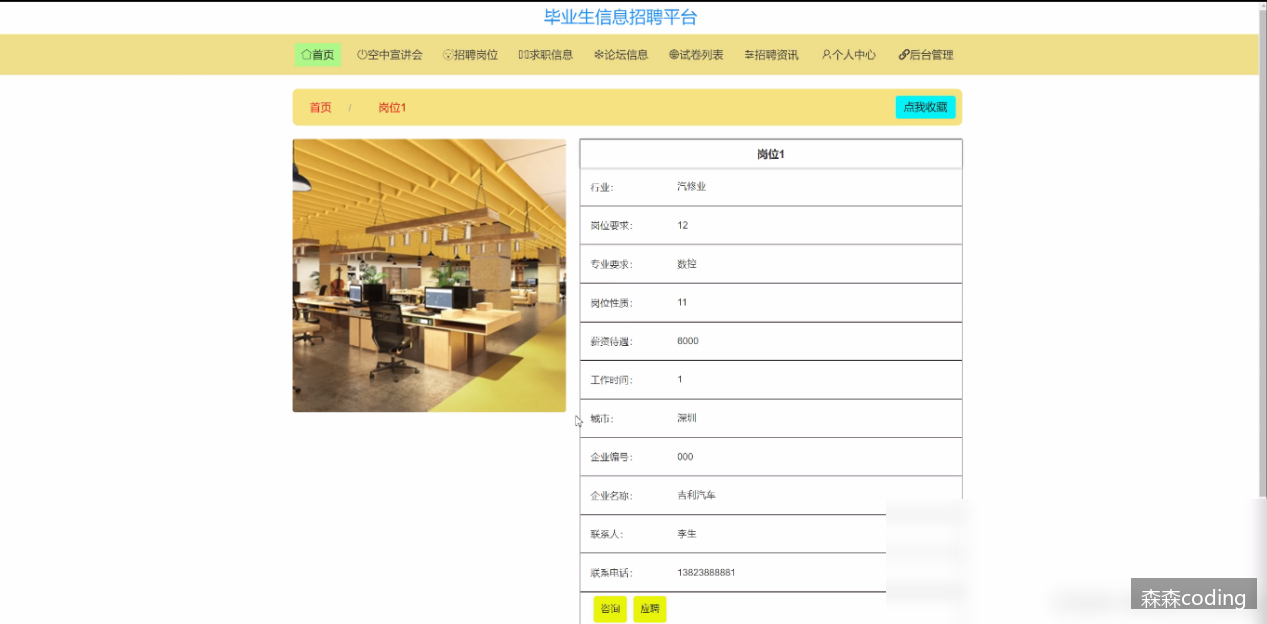 毕业生信息招聘平台
首页 空中宣讲会 招聘岗位 求职信息 论坛信息 试卷列表 招聘资讯 个人中心 后台管理
首页 / 岗位1 点我收藏
岗位1
行业： 汽修业
岗位要求： 12
专业要求： 数控
岗位性质： 11
薪资待遇： 6000
工作时间： 1
城市： 深圳
企业编号： 000
企业名称： 吉利汽车
联系人： 李生
联系电话： 13823888881
咨询 应聘
森森coding